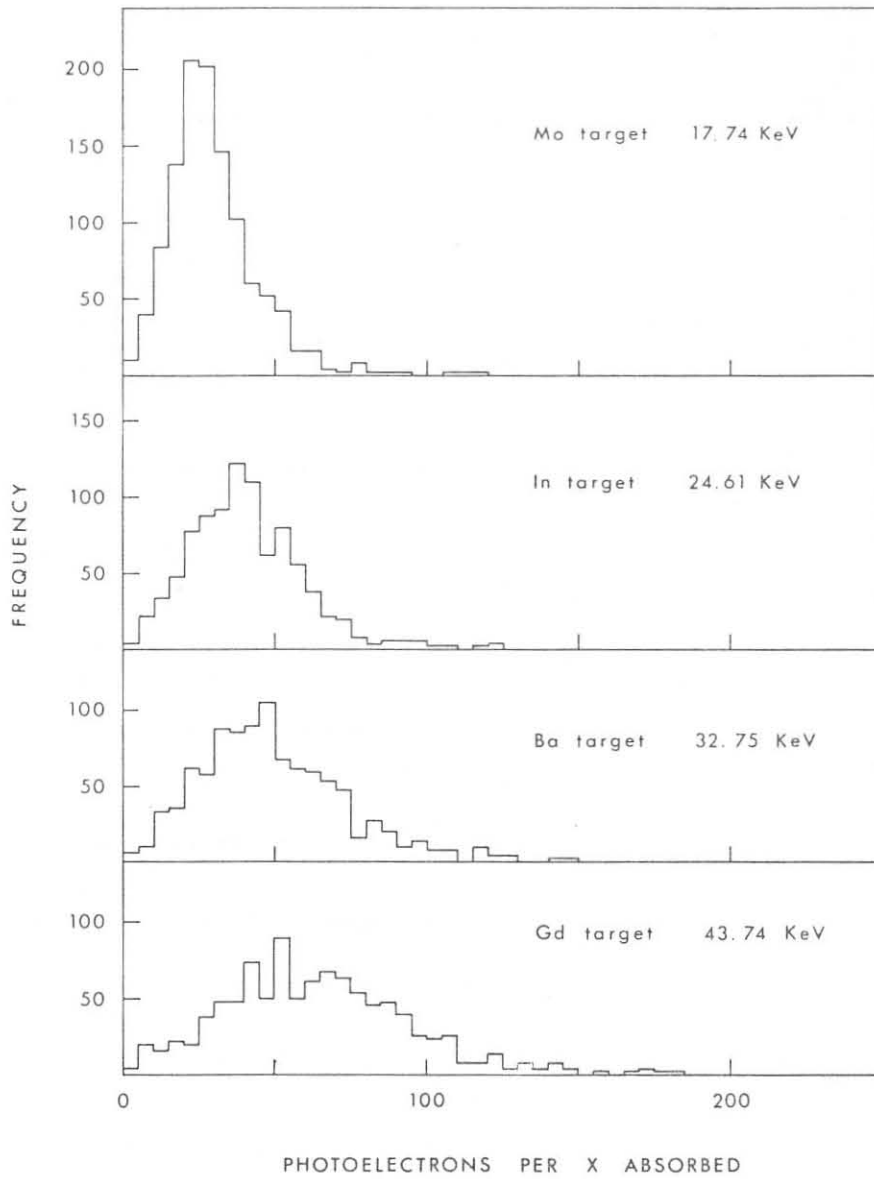 200
150
100
50
Mo target 17.74 KeV
150
100
50
In target 24.61 KeV
100
50
Ba target 32.75 KeV
100
50
Gd target 43.74 KeV
FREQUENCY
0 100 200
PHOTOELECTRONS PER X ABSORBED